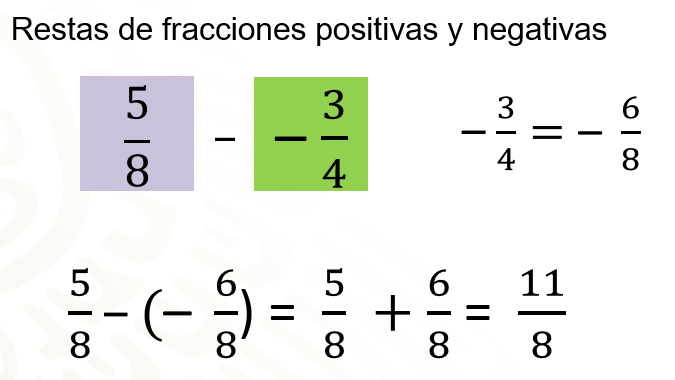 Restas de fracciones positivas y negativas
5/8 - - 3/4
- 3/4 = - 6/8
5/8 - (- 6/8) = 5/8 + 6/8 = 11/8